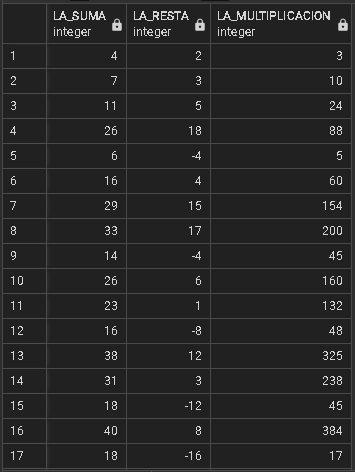 LA_SUMA LA_RESTA LA_MULTIPLICACION
integer integer integer
1 4 2 3
2 7 3 10
3 11 5 24
4 26 18 88
5 6 -4 5
6 16 4 60
7 29 15 154
8 33 17 200
9 14 -4 45
10 26 6 160
11 23 1 132
12 16 -8 48
13 38 12 325
14 31 3 238
15 18 -12 45
16 40 8 384
17 18 -16 17